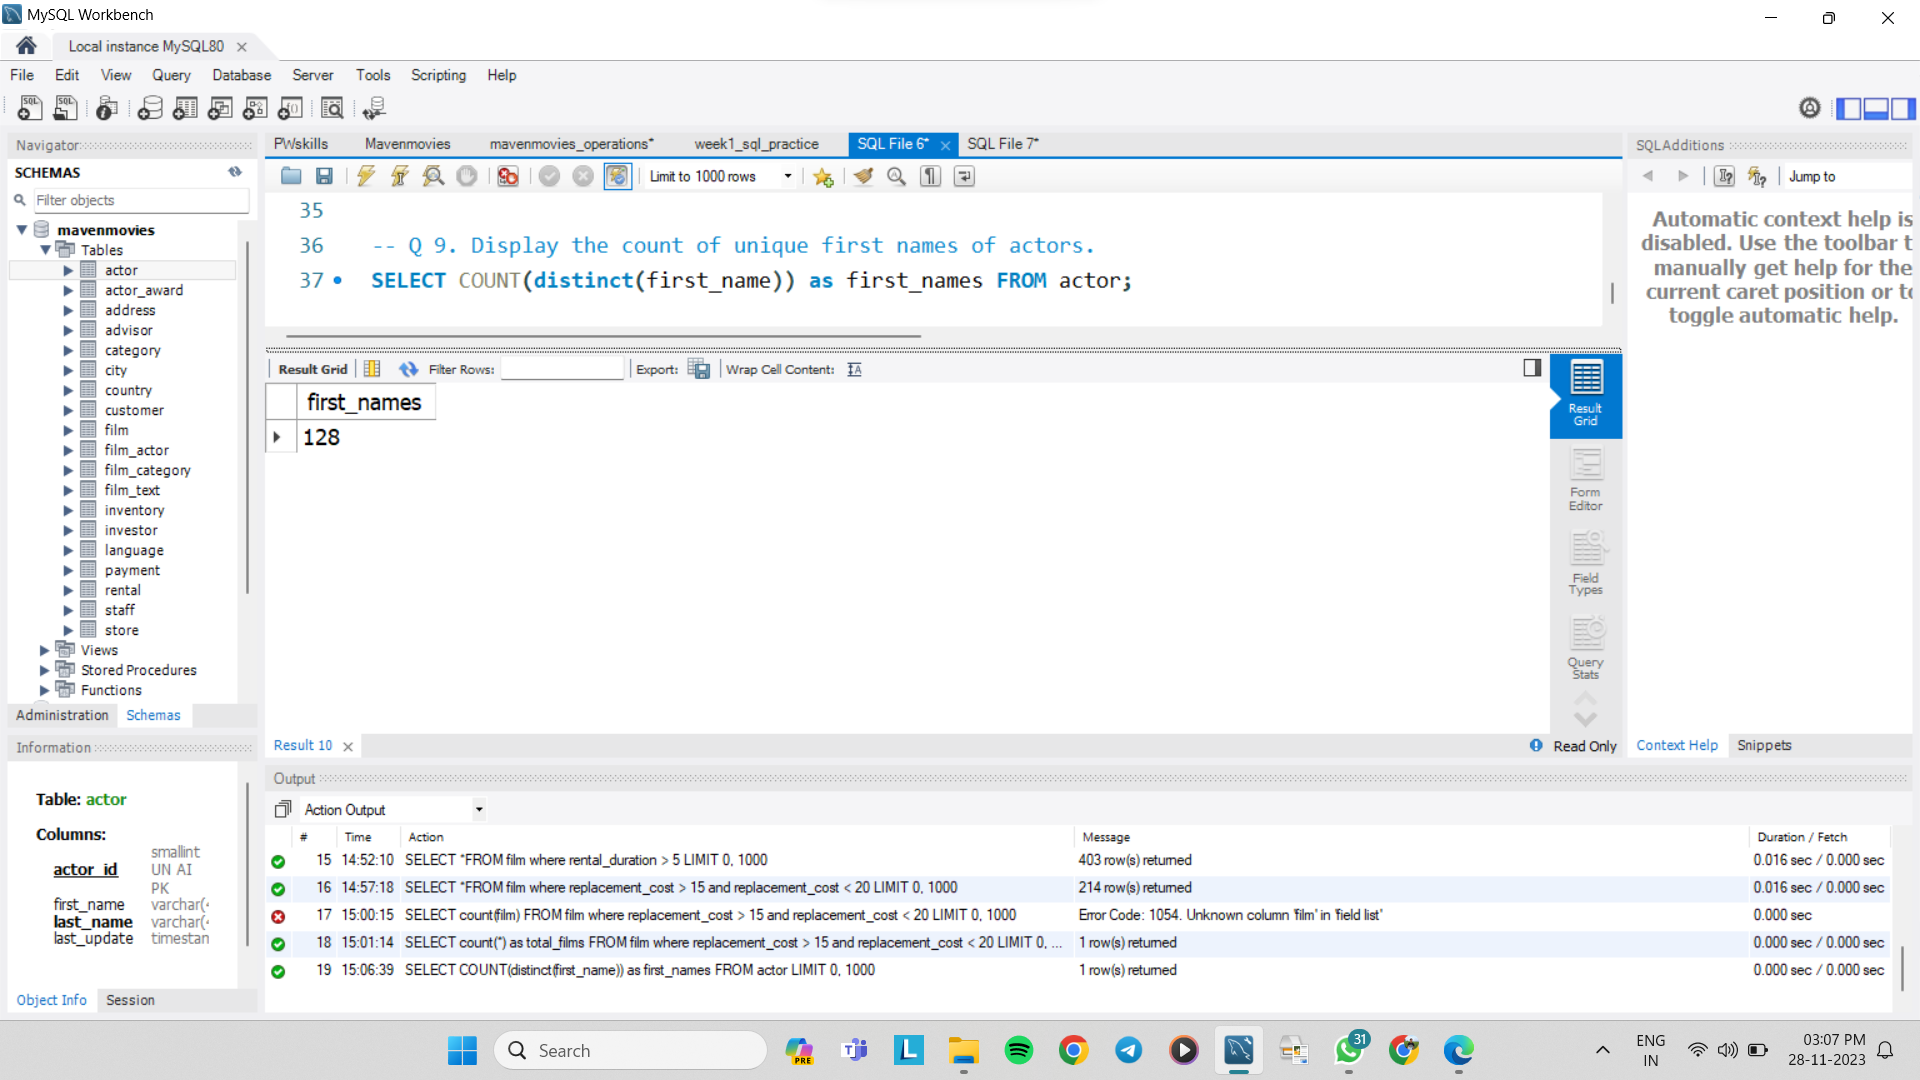 MySQL Workbench
Local instance MySQL80
File Edit View Query Database Server Tools Scripting Help
Navigator
SCHEMAS
Filter objects
mavenmovies
Tables
actor
actor_award
address
advisor
category
city
country
customer
film
film_actor
film_category
film_text
inventory
investor
language
payment
rental
staff
store
Views
Stored Procedures
Functions
Administration Schemas
Information
Table: actor
Columns:
actor_id smallint UN AI PK
first_name varchar(4
last_name varchar(4
last_update timestan
Object Info Session
PWskills Mavenmovies mavenmovies_operations* week1_sql_practice SQL File 6* SQL File 7*
Limit to 1000 rows
35
36 -- Q 9. Display the count of unique first names of actors.
37 SELECT COUNT(distinct(first_name)) as first_names FROM actor;
Result Grid Filter Rows: Export: Wrap Cell Content:
first_names
128
Result Grid
Form Editor
Field Types
Query Stats
Result 10
Read Only
SQLAdditions
Jump to
Automatic context help is
disabled. Use the toolbar t
manually get help for the
current caret position or to
toggle automatic help.
Context Help Snippets
Output
Action Output
# Time Action Message Duration / Fetch
15 14:52:10 SELECT *FROM film where rental_duration > 5 LIMIT 0, 1000 403 row(s) returned 0.016 sec / 0.000 sec
16 14:57:18 SELECT *FROM film where replacement_cost > 15 and replacement_cost < 20 LIMIT 0, 1000 214 row(s) returned 0.016 sec / 0.000 sec
17 15:00:15 SELECT count(film) FROM film where replacement_cost > 15 and replacement_cost < 20 LIMIT 0, 1000 Error Code: 1054. Unknown column 'film' in 'field list' 0.000 sec
18 15:01:14 SELECT count(*) as total_films FROM film where replacement_cost > 15 and replacement_cost < 20 LIMIT 0, ... 1 row(s) returned 0.000 sec / 0.000 sec
19 15:06:39 SELECT COUNT(distinct(first_name)) as first_names FROM actor LIMIT 0, 1000 1 row(s) returned 0.000 sec / 0.000 sec
Search
PRE
31
ENG
IN
03:07 PM
28-11-2023